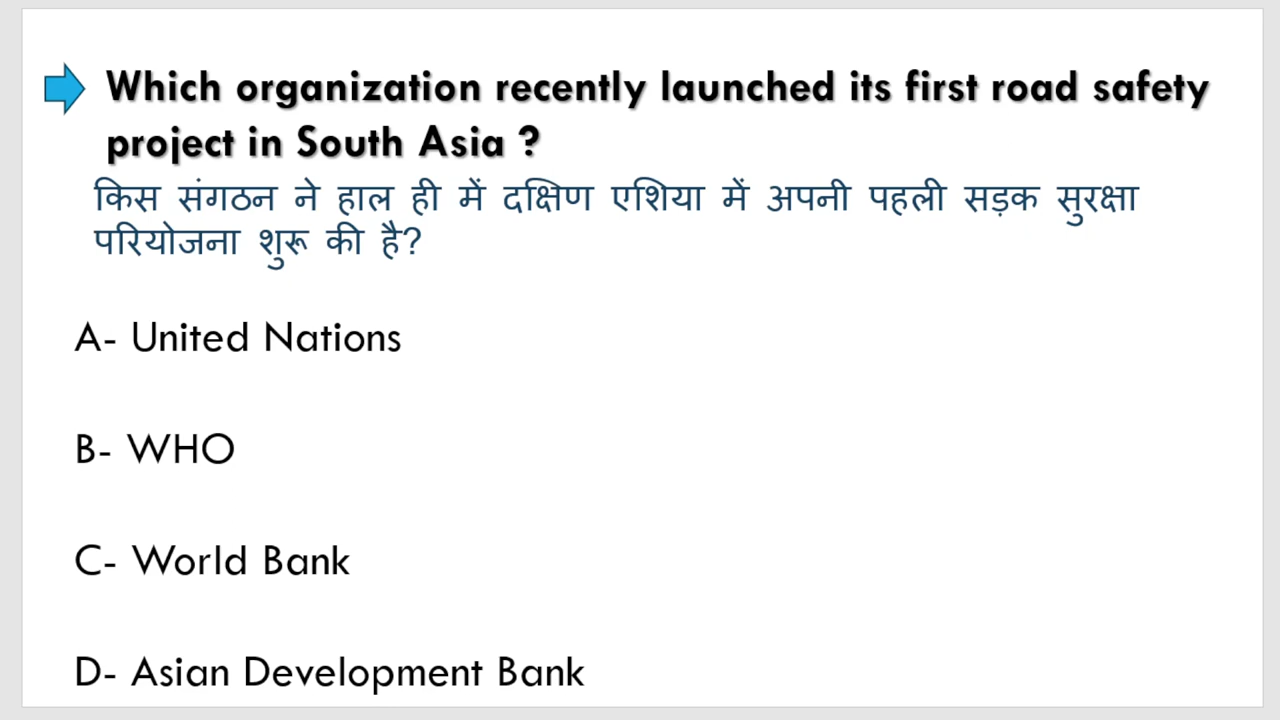 Which organization recently launched its first road safety
project in South Asia ?
किस संगठन ने हाल ही में दक्षिण एशिया में अपनी पहली सड़क सुरक्षा
परियोजना शुरू की है?
A- United Nations
B- WHO
C- World Bank
D- Asian Development Bank